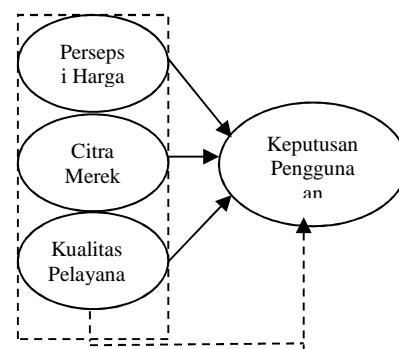 Perseps
i Harga
Citra
Merek
Kualitas
Pelayana
Keputusan
Pengguna
an